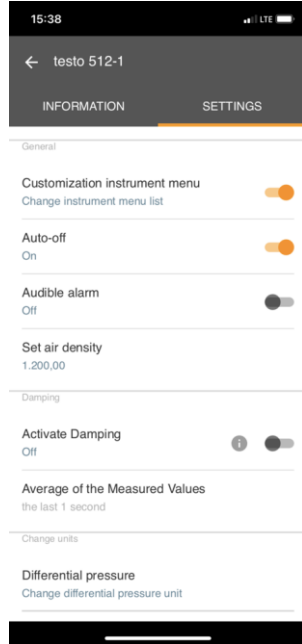 15:38
LTE
testo 512-1
INFORMATION SETTINGS
General
Customization instrument menu
Change instrument menu list
Auto-off
On
Audible alarm
Off
Set air density
1.200,00
Damping
Activate Damping
Off
i
Average of the Measured Values
the last 1 second
Change units
Differential pressure
Change differential pressure unit